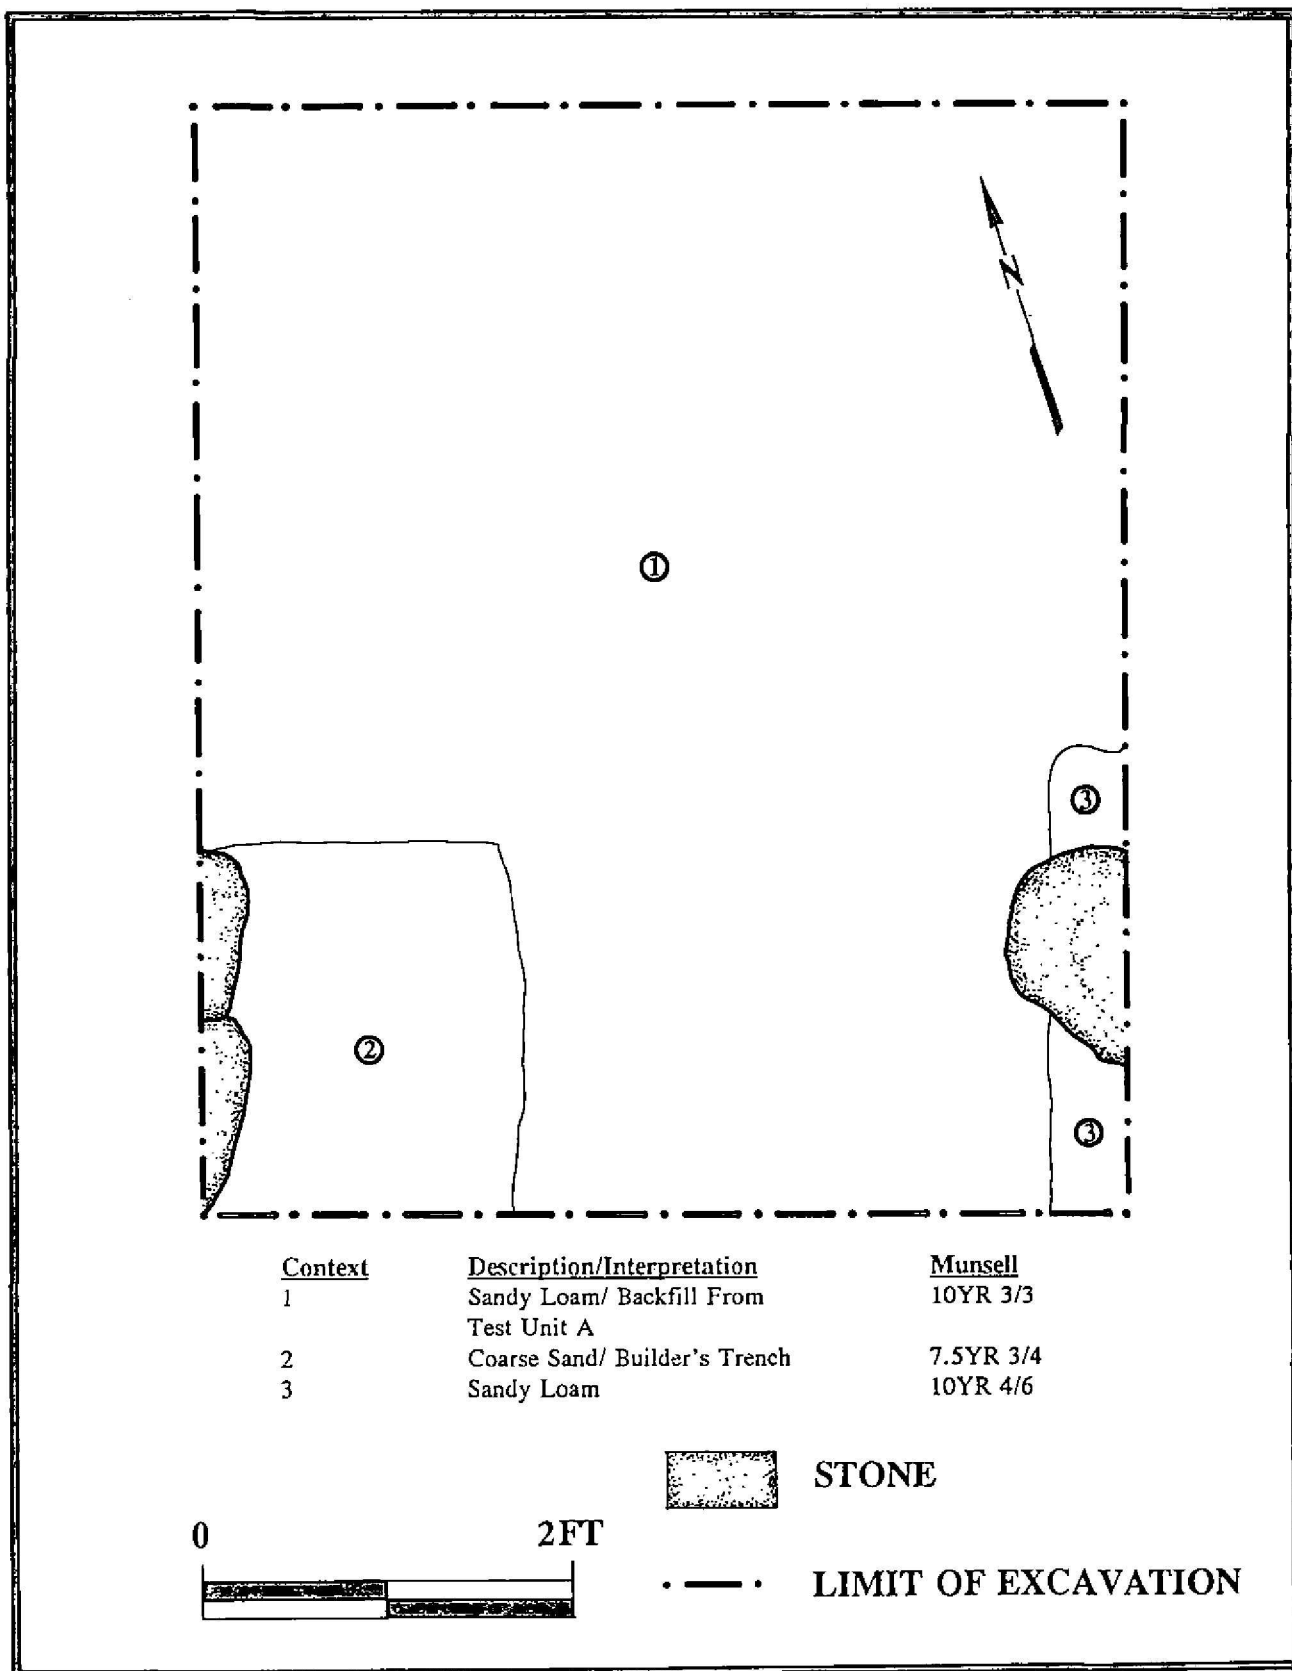 N
①
③
②
③
Context Description/Interpretation Munsell
1 Sandy Loam/ Backfill From 10YR 3/3
Test Unit A
2 Coarse Sand/ Builder's Trench 7.5YR 3/4
3 Sandy Loam 10YR 4/6
STONE
0 2FT
LIMIT OF EXCAVATION